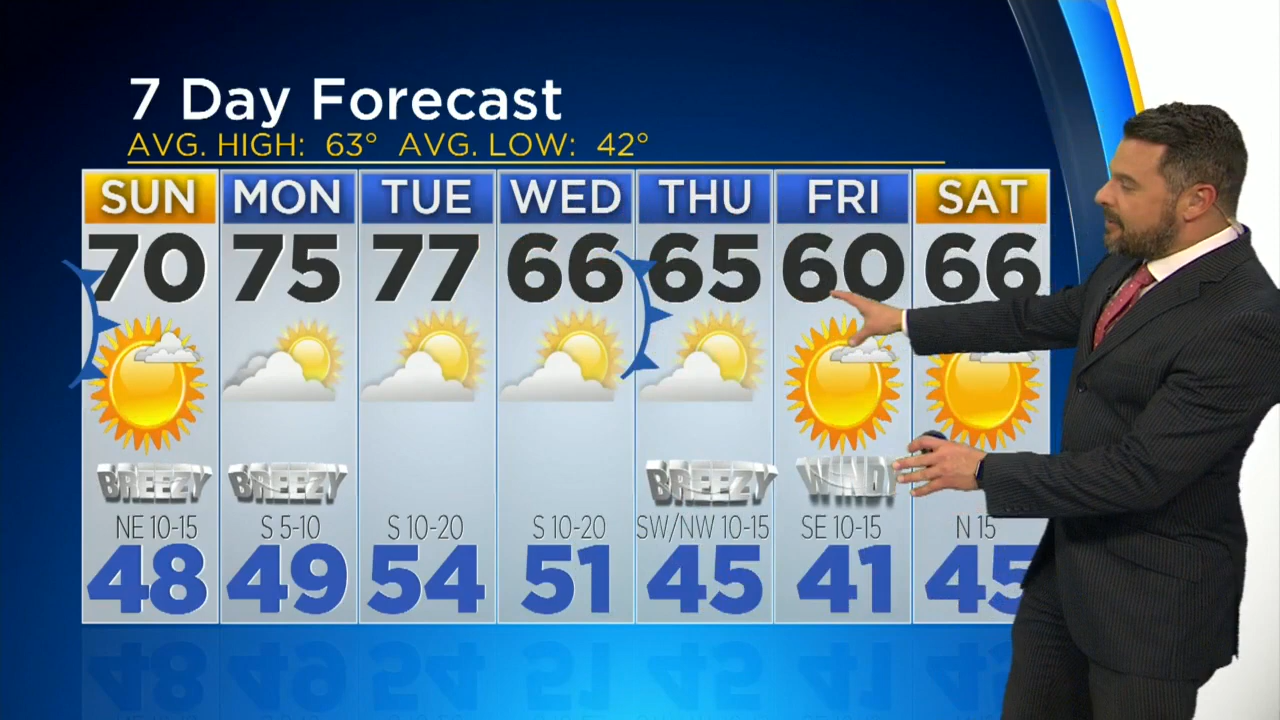 7 Day Forecast
AVG. HIGH: 63° AVG. LOW: 42°
SUN MON TUE WED THU FRI SAT
70 75 77 66 65 60 66
BREEZY BREEZY BREEZY WINDY
NE 10-15 S 5-10 S 10-20 S 10-20 SW/NW 10-15 SE 10-15 N 15
48 49 54 51 45 41 45